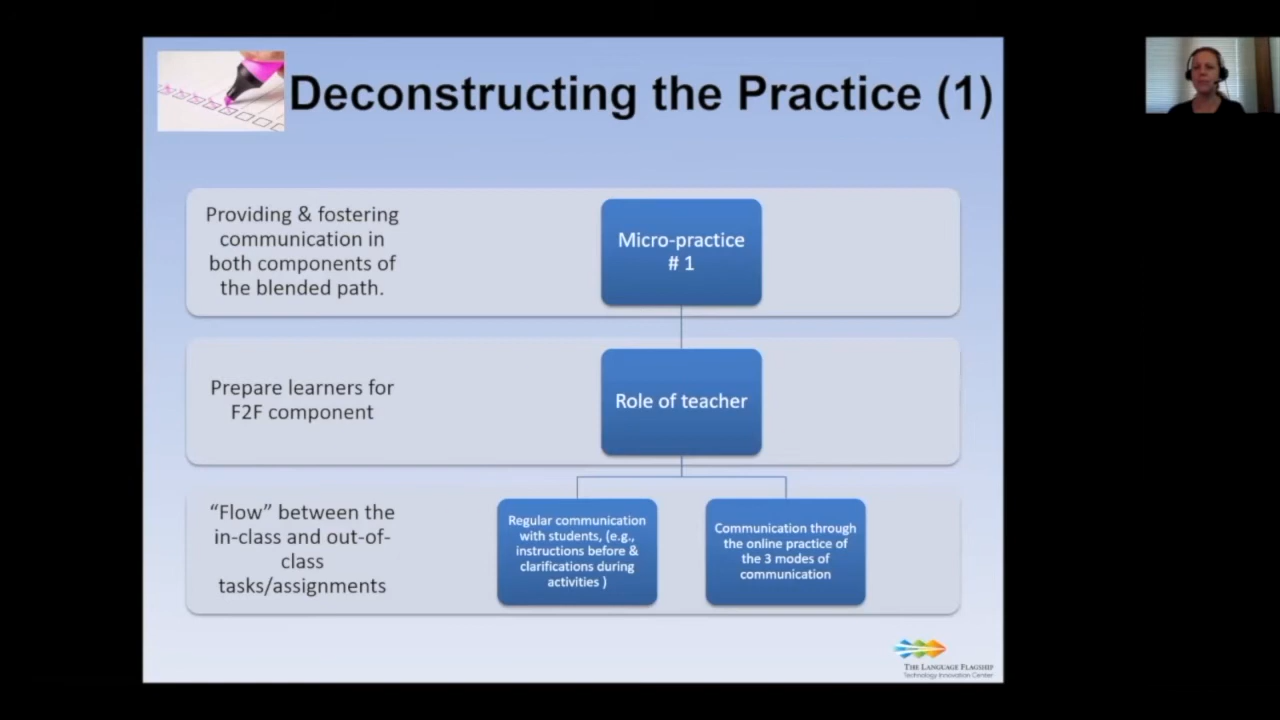 Deconstructing the Practice (1)
Providing & fostering
communication in
both components of
the blended path.
Micro-practice
# 1
Prepare learners for
F2F component
Role of teacher
“Flow” between the
in-class and out-of-
class
tasks/assignments
Regular communication
with students, (e.g.,
instructions before &
clarifications during
activities )
Communication through
the online practice of
the 3 modes of
communication
THE LANGUAGE FLAGSHIP
Technology Innovation Center